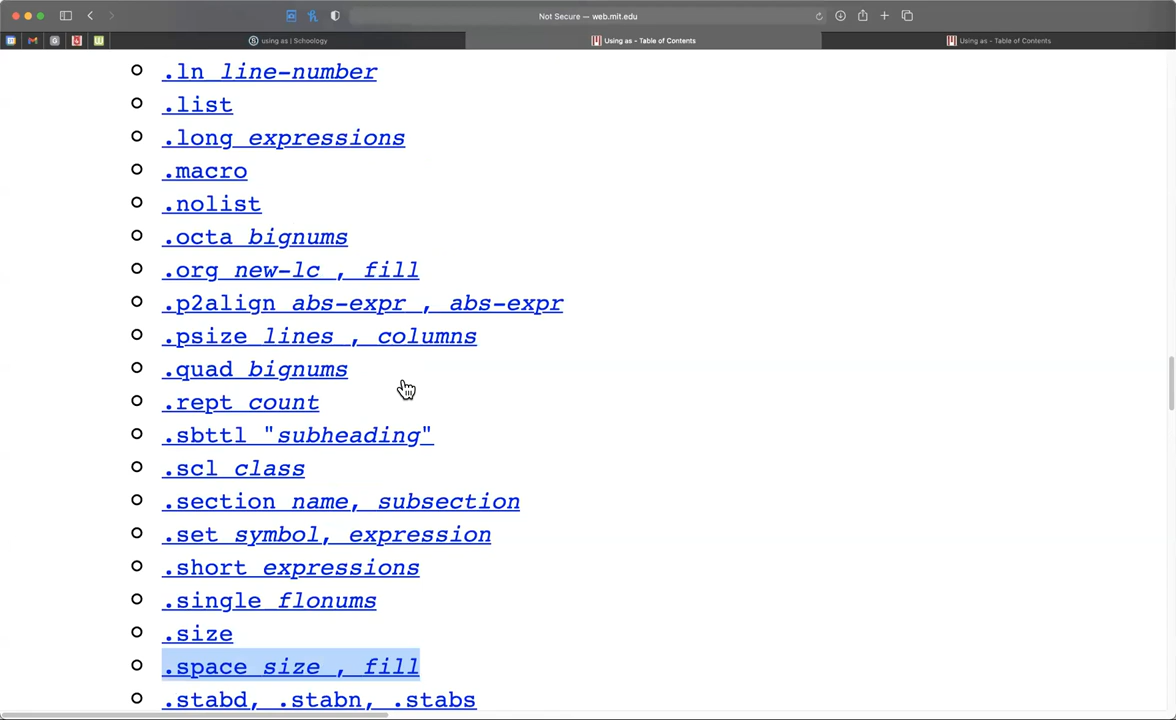 Not Secure — web.mit.edu
using as | Schoology
Using as - Table of Contents
Using as - Table of Contents
.ln line-number
.list
.long expressions
.macro
.nolist
.octa bignums
.org new-lc , fill
.p2align abs-expr , abs-expr
.psize lines , columns
.quad bignums
.rept count
.sbttl "subheading"
.scl class
.section name, subsection
.set symbol, expression
.short expressions
.single flonums
.size
.space size , fill
.stabd, .stabn, .stabs